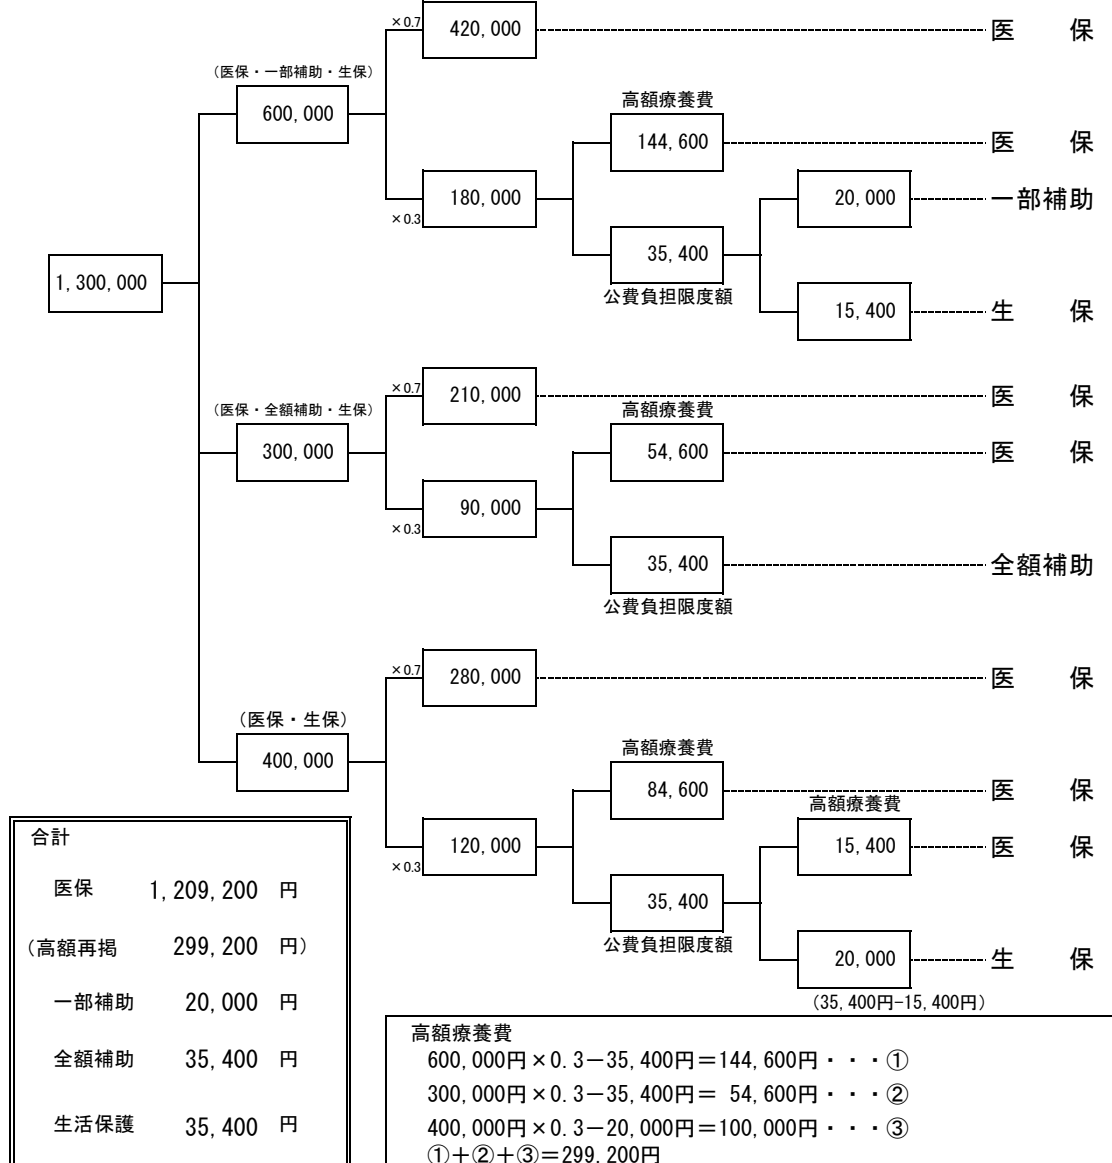 ×0.7
420,000
医 保
(医保・一部補助・生保)
600,000
高額療養費
144,600
医 保
180,000
×0.3
20,000
一部補助
35,400
公費負担限度額
1,300,000
15,400
生 保
×0.7
210,000
医 保
(医保・全額補助・生保)
300,000
高額療養費
54,600
医 保
90,000
×0.3
35,400
公費負担限度額
全額補助
×0.7
280,000
医 保
(医保・生保)
400,000
高額療養費
84,600
医 保
高額療養費
120,000
×0.3
15,400
医 保
35,400
公費負担限度額
20,000
生 保
(35,400円-15,400円)
合計
医保 1,209,200 円
(高額再掲 299,200 円)
一部補助 20,000 円
全額補助 35,400 円
生活保護 35,400 円
高額療養費
600,000円×0.3－35,400円＝144,600円・・・①
300,000円×0.3－35,400円＝ 54,600円・・・②
400,000円×0.3－20,000円＝100,000円・・・③
①＋②＋③＝299,200円